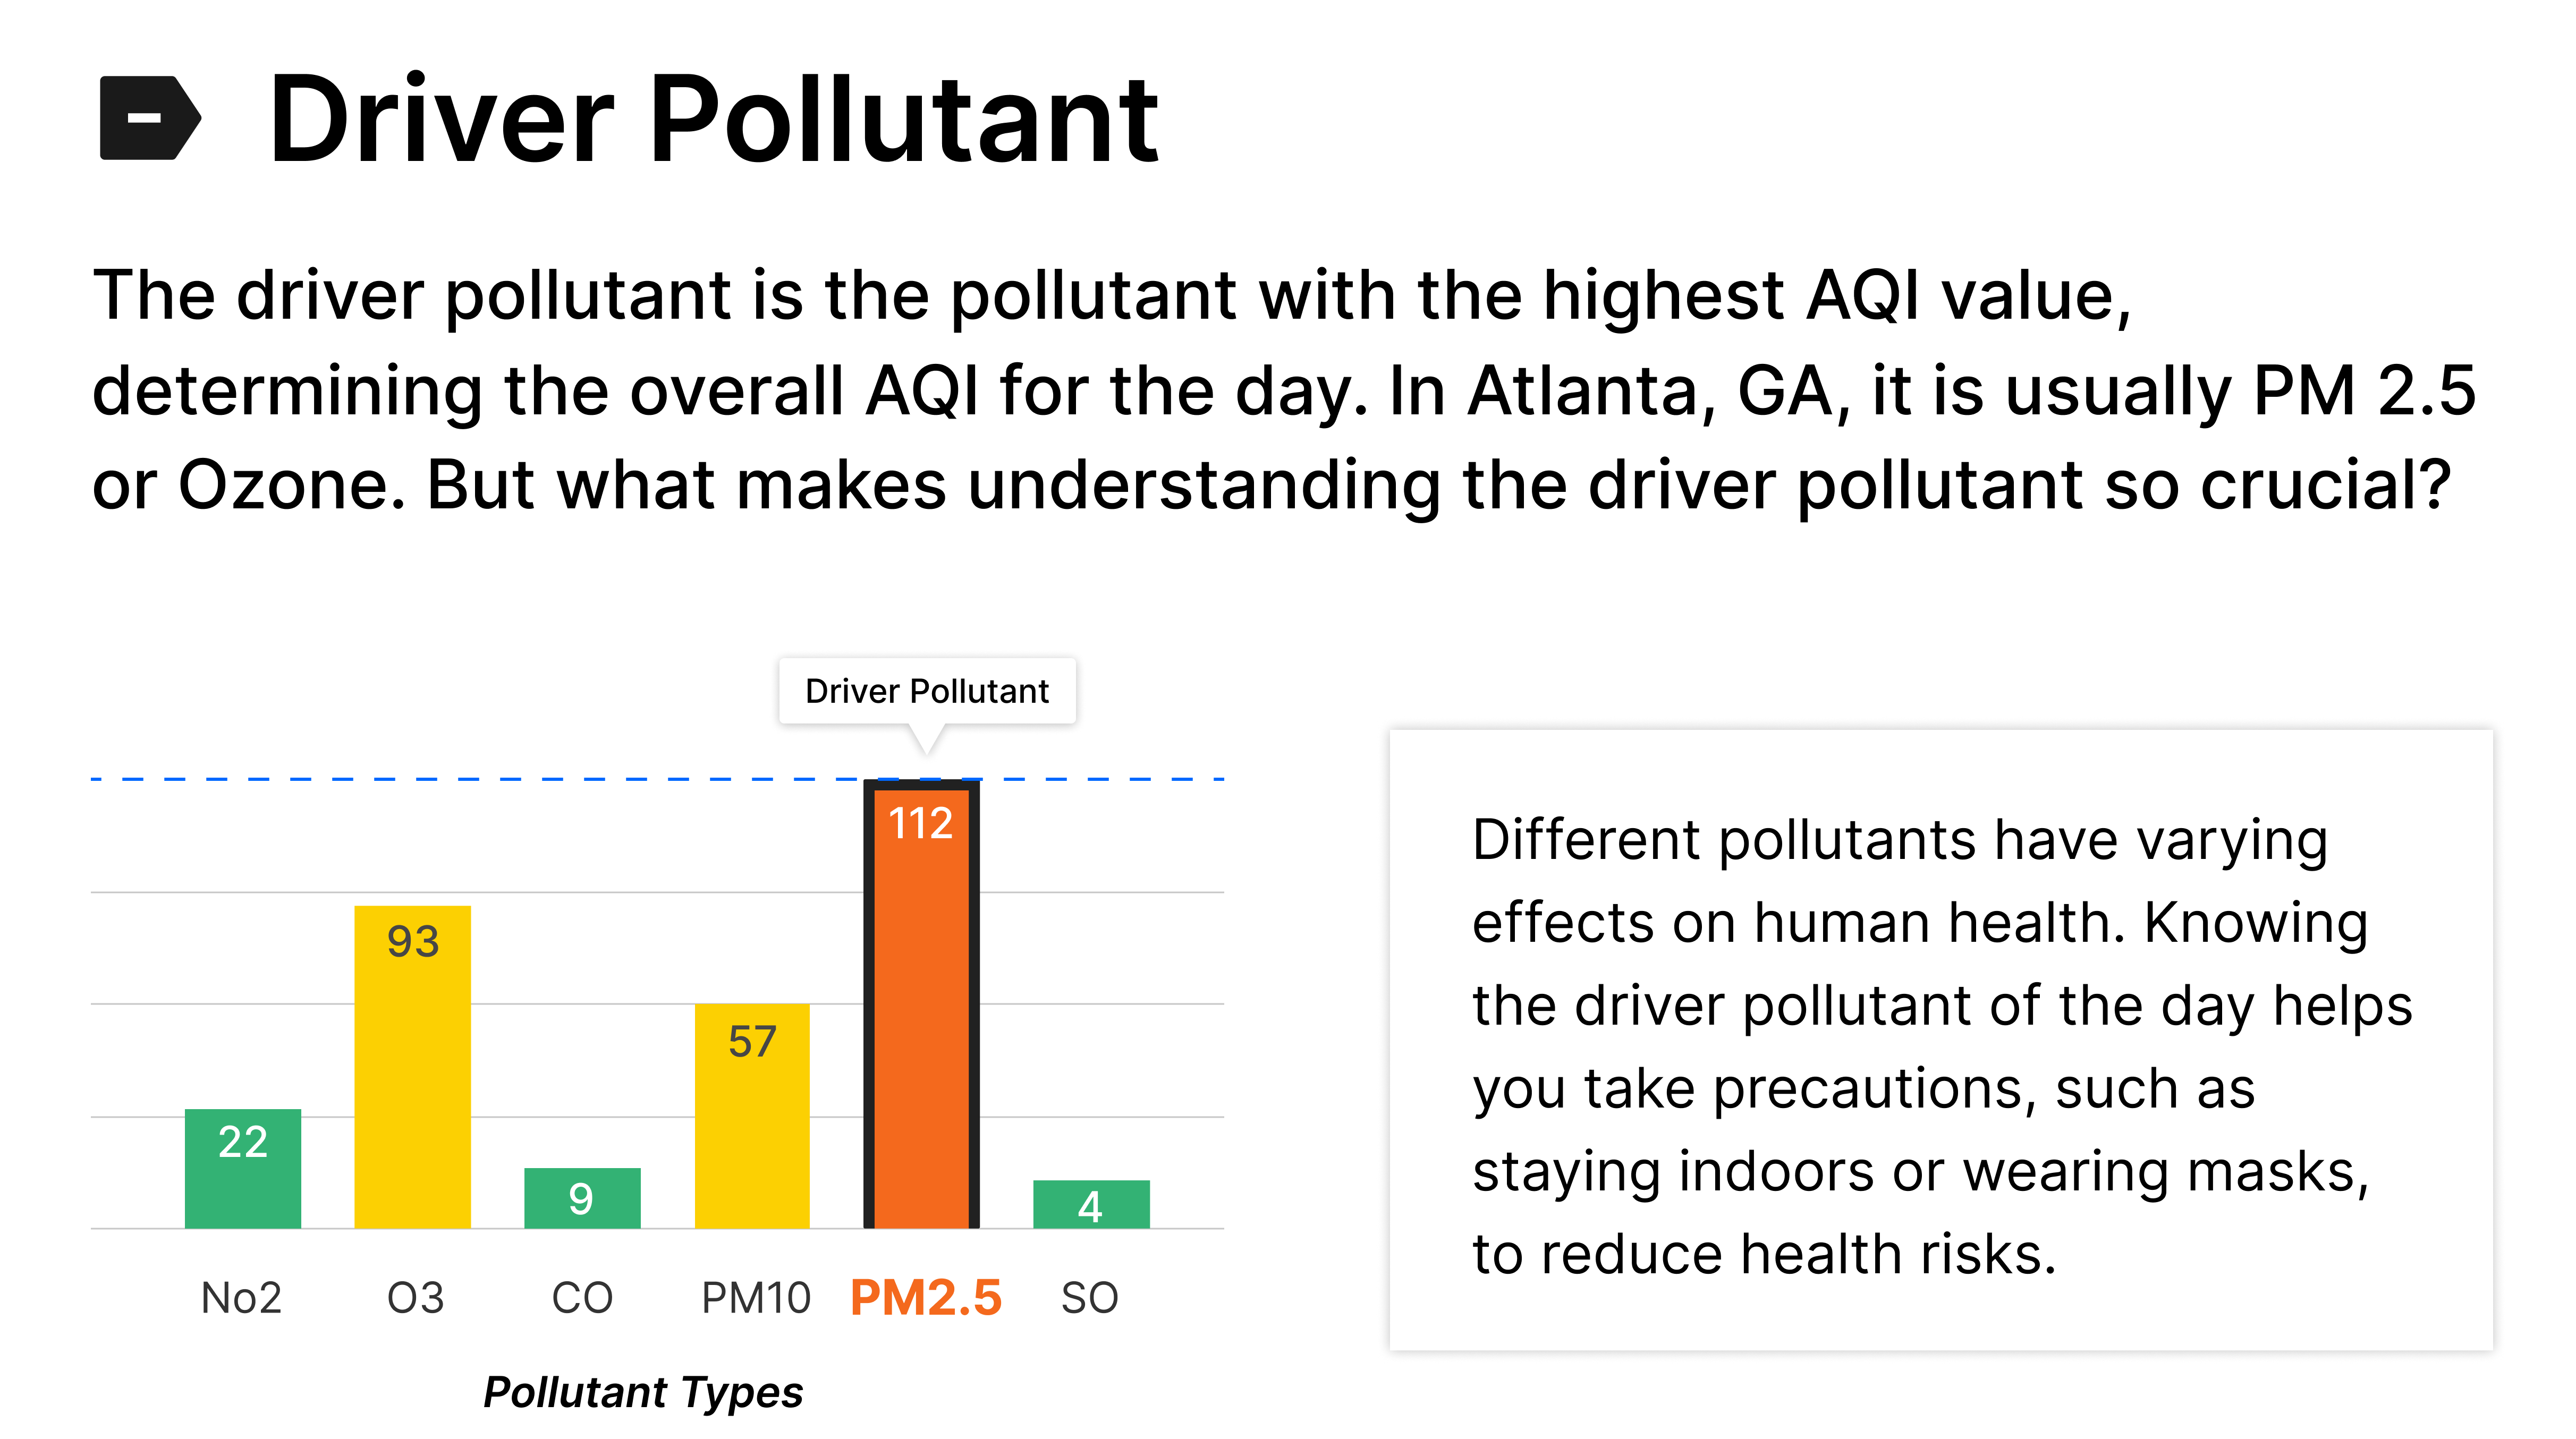 Driver Pollutant
The driver pollutant is the pollutant with the highest AQI value,
determining the overall AQI for the day. In Atlanta, GA, it is usually PM 2.5
or Ozone. But what makes understanding the driver pollutant so crucial?
Driver Pollutant
112
93
57
22
9
4
No2 O3 CO PM10 PM2.5 SO
Pollutant Types
Different pollutants have varying
effects on human health. Knowing
the driver pollutant of the day helps
you take precautions, such as
staying indoors or wearing masks,
to reduce health risks.